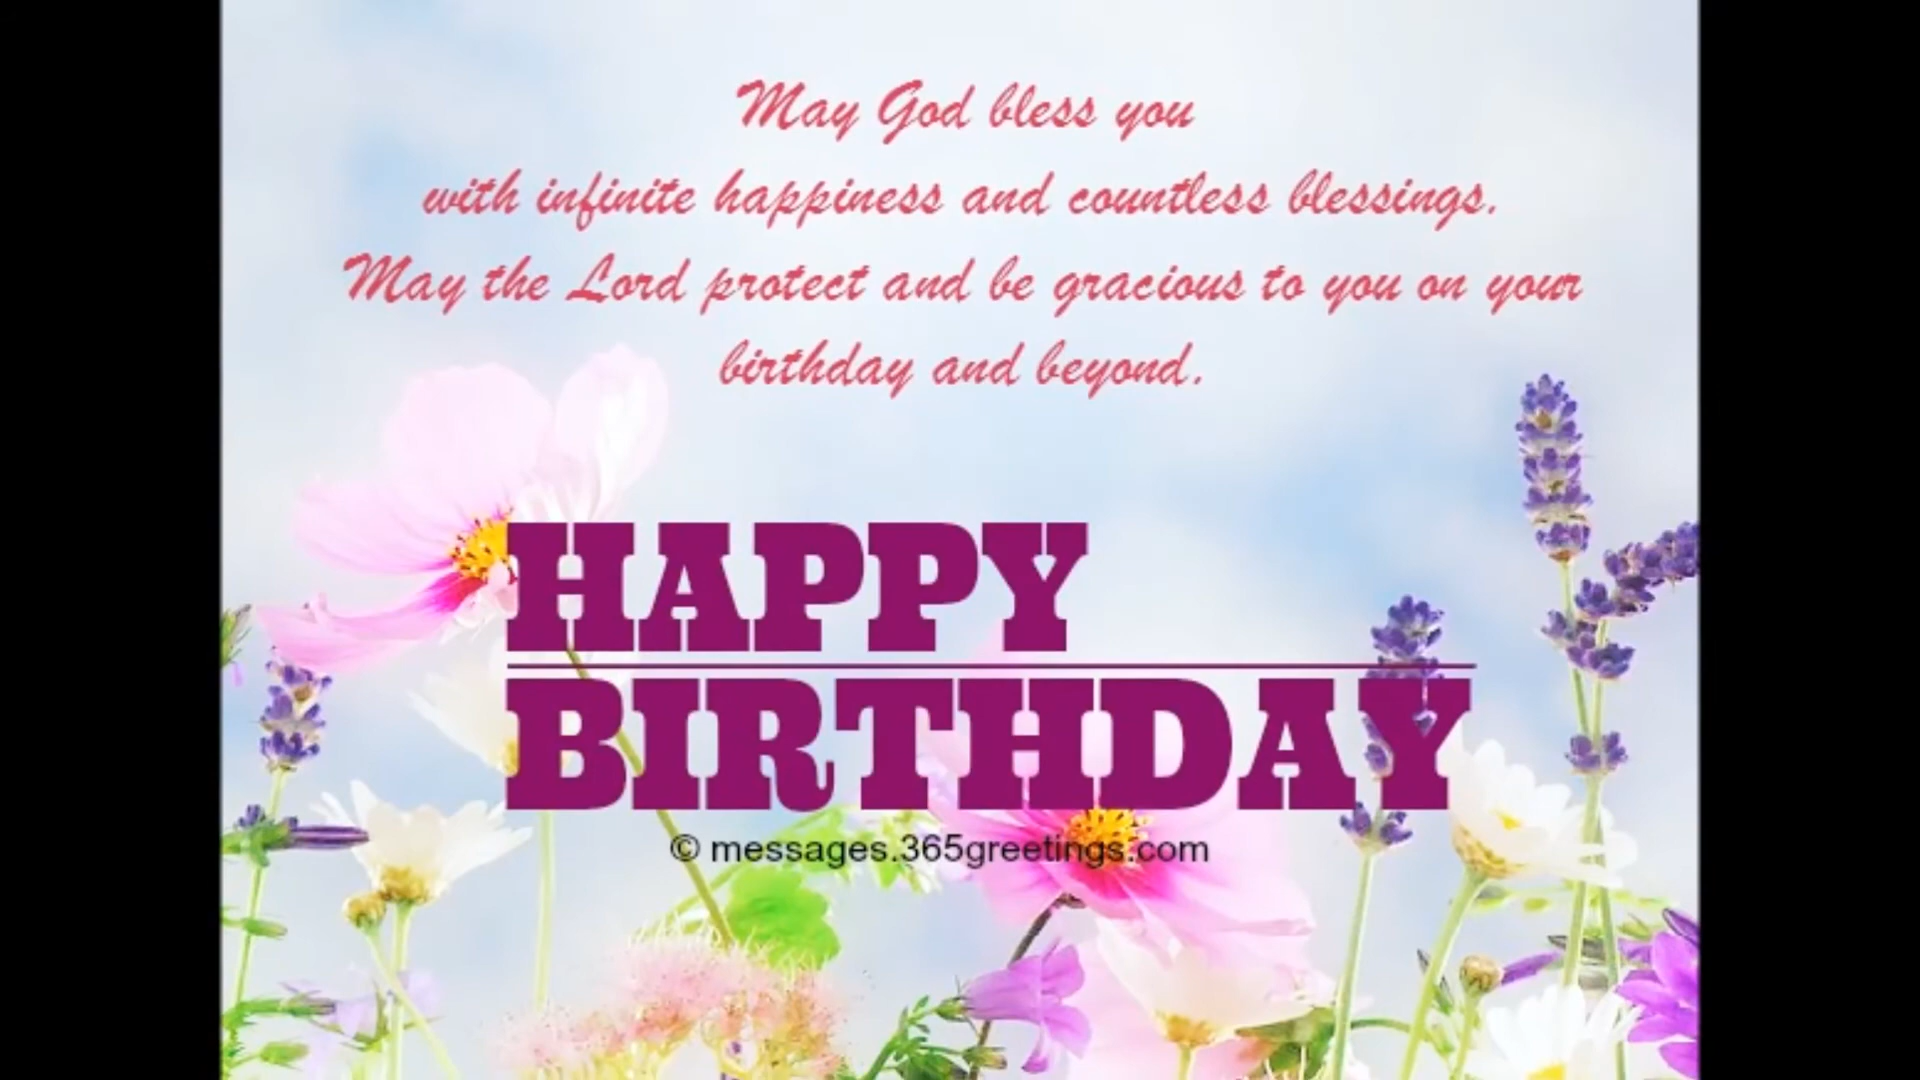 May God bless you
with infinite happiness and countless blessings.
May the Lord protect and be gracious to you on your
birthday and beyond.
HAPPY
BIRTHDAY
© messages.365greetings.com